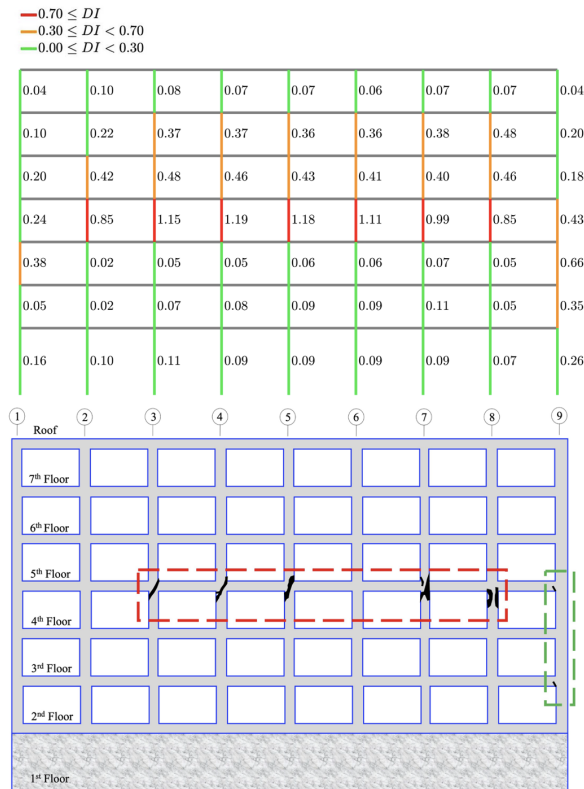 0.70 ≤ DI
0.30 ≤ DI < 0.70
0.00 ≤ DI < 0.30
0.04 0.10 0.08 0.07 0.07 0.06 0.07 0.07 0.04
0.10 0.22 0.37 0.37 0.36 0.36 0.38 0.48 0.20
0.20 0.42 0.48 0.46 0.43 0.41 0.40 0.46 0.18
0.24 0.85 1.15 1.19 1.18 1.11 0.99 0.85 0.43
0.38 0.02 0.05 0.05 0.06 0.06 0.07 0.05 0.66
0.05 0.02 0.07 0.08 0.09 0.09 0.11 0.05 0.35
0.16 0.10 0.11 0.09 0.09 0.09 0.09 0.07 0.26
1 2 3 4 5 6 7 8 9
Roof
7th Floor
6th Floor
5th Floor
4th Floor
3rd Floor
2nd Floor
1st Floor